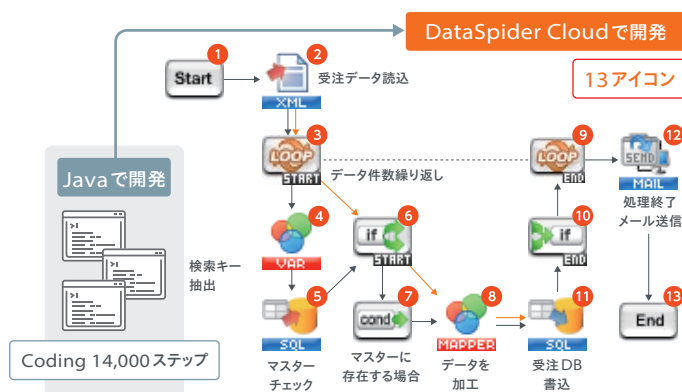 DataSpider Cloudで開発
13アイコン
1
Start
2
XML
受注データ読込
3
LOOP
START
データ件数繰り返し
9
LOOP
END
12
SEND
MAIL
処理終了
メール送信
Javaで開発
>_
>_
>_
Coding 14,000ステップ
検索キー
抽出
4
VAR
6
if
START
10
if
END
5
SQL
マスター
チェック
7
cond
マスターに
存在する場合
8
MAPPER
データを
加工
11
SQL
受注DB
書込
13
End